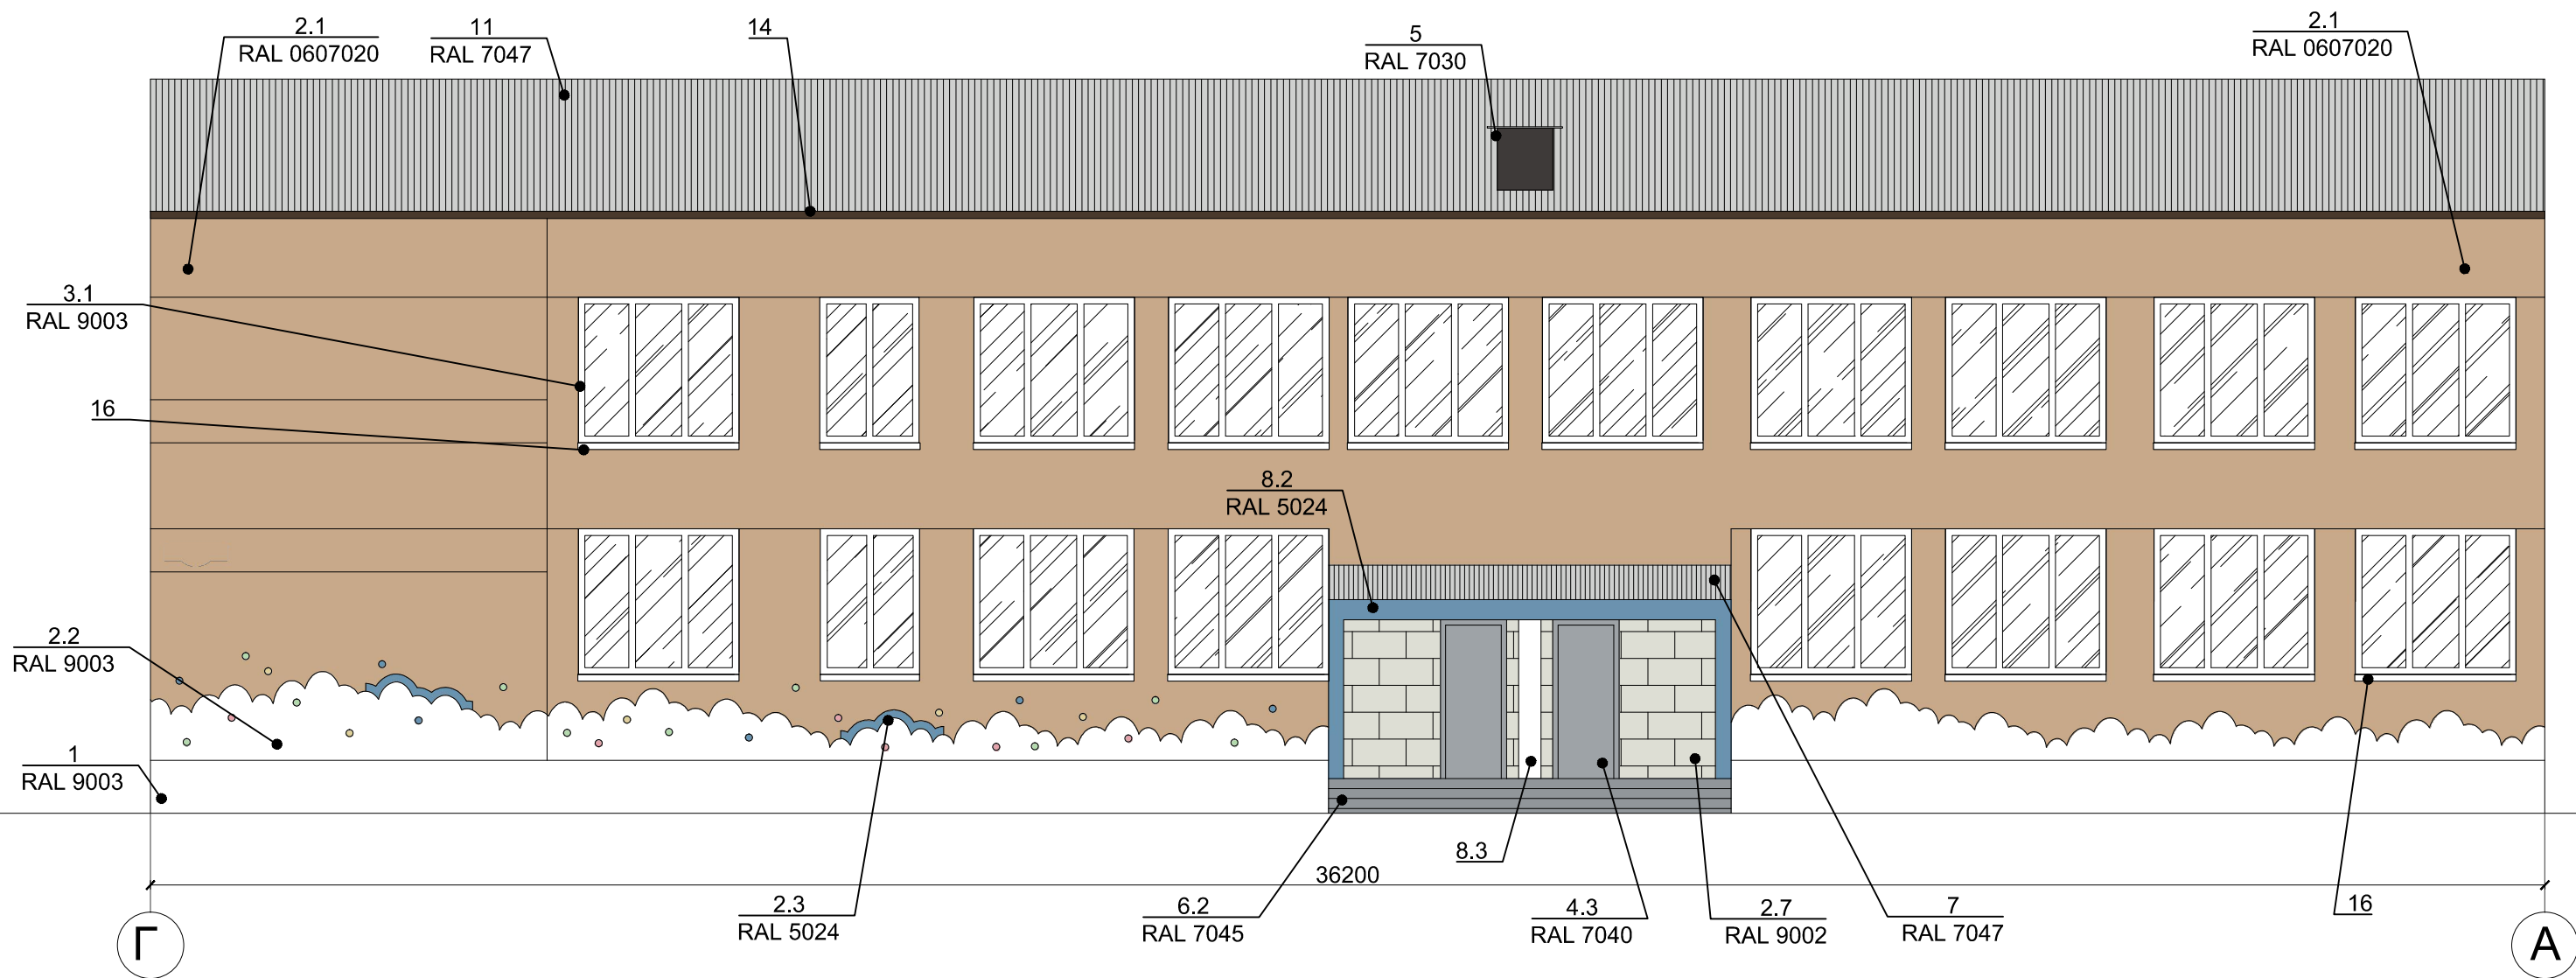 2.1
RAL 0607020
11
RAL 7047
14
5
RAL 7030
2.1
RAL 0607020
3.1
RAL 9003
16
8.2
RAL 5024
2.2
RAL 9003
1
RAL 9003
8.3
36200
2.3
RAL 5024
6.2
RAL 7045
4.3
RAL 7040
2.7
RAL 9002
7
RAL 7047
16
Г
А